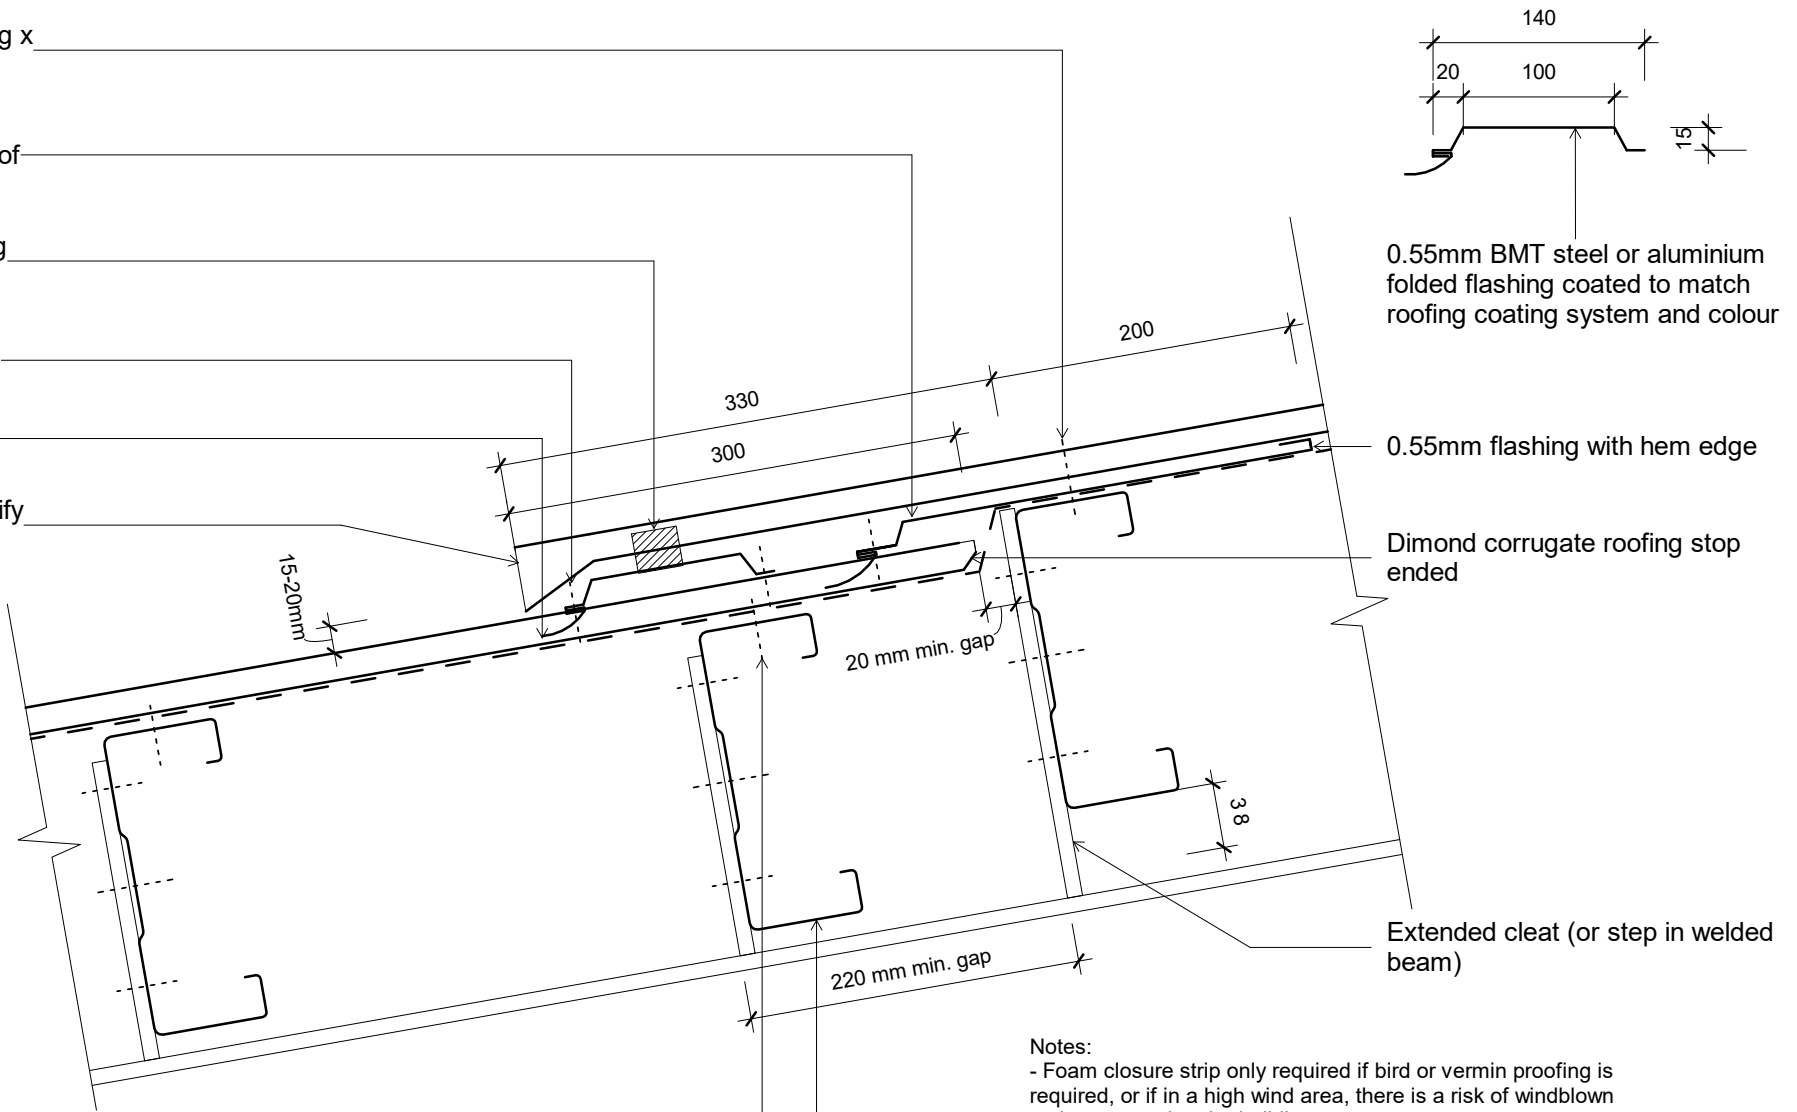 g x
of
g
ify
140
20
100
15
0.55mm BMT steel or aluminium
folded flashing coated to match
roofing coating system and colour
200
330
300
0.55mm flashing with hem edge
Dimond corrugate roofing stop
ended
15-20mm
20 mm min. gap
38
Extended cleat (or step in welded
beam)
220 mm min. gap
Notes:
- Foam closure strip only required if bird or vermin proofing is
required, or if in a high wind area, there is a risk of windblown